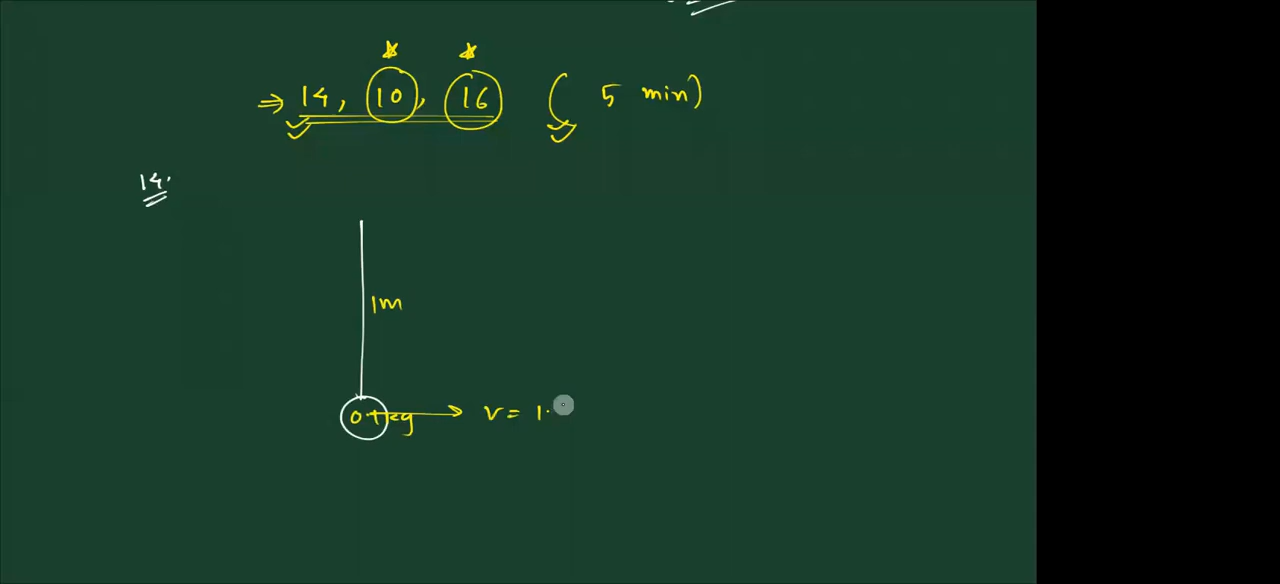 ⇒ 14, 10, 16 ( 5 min)
14.
1m
0.1kg → v = 1.